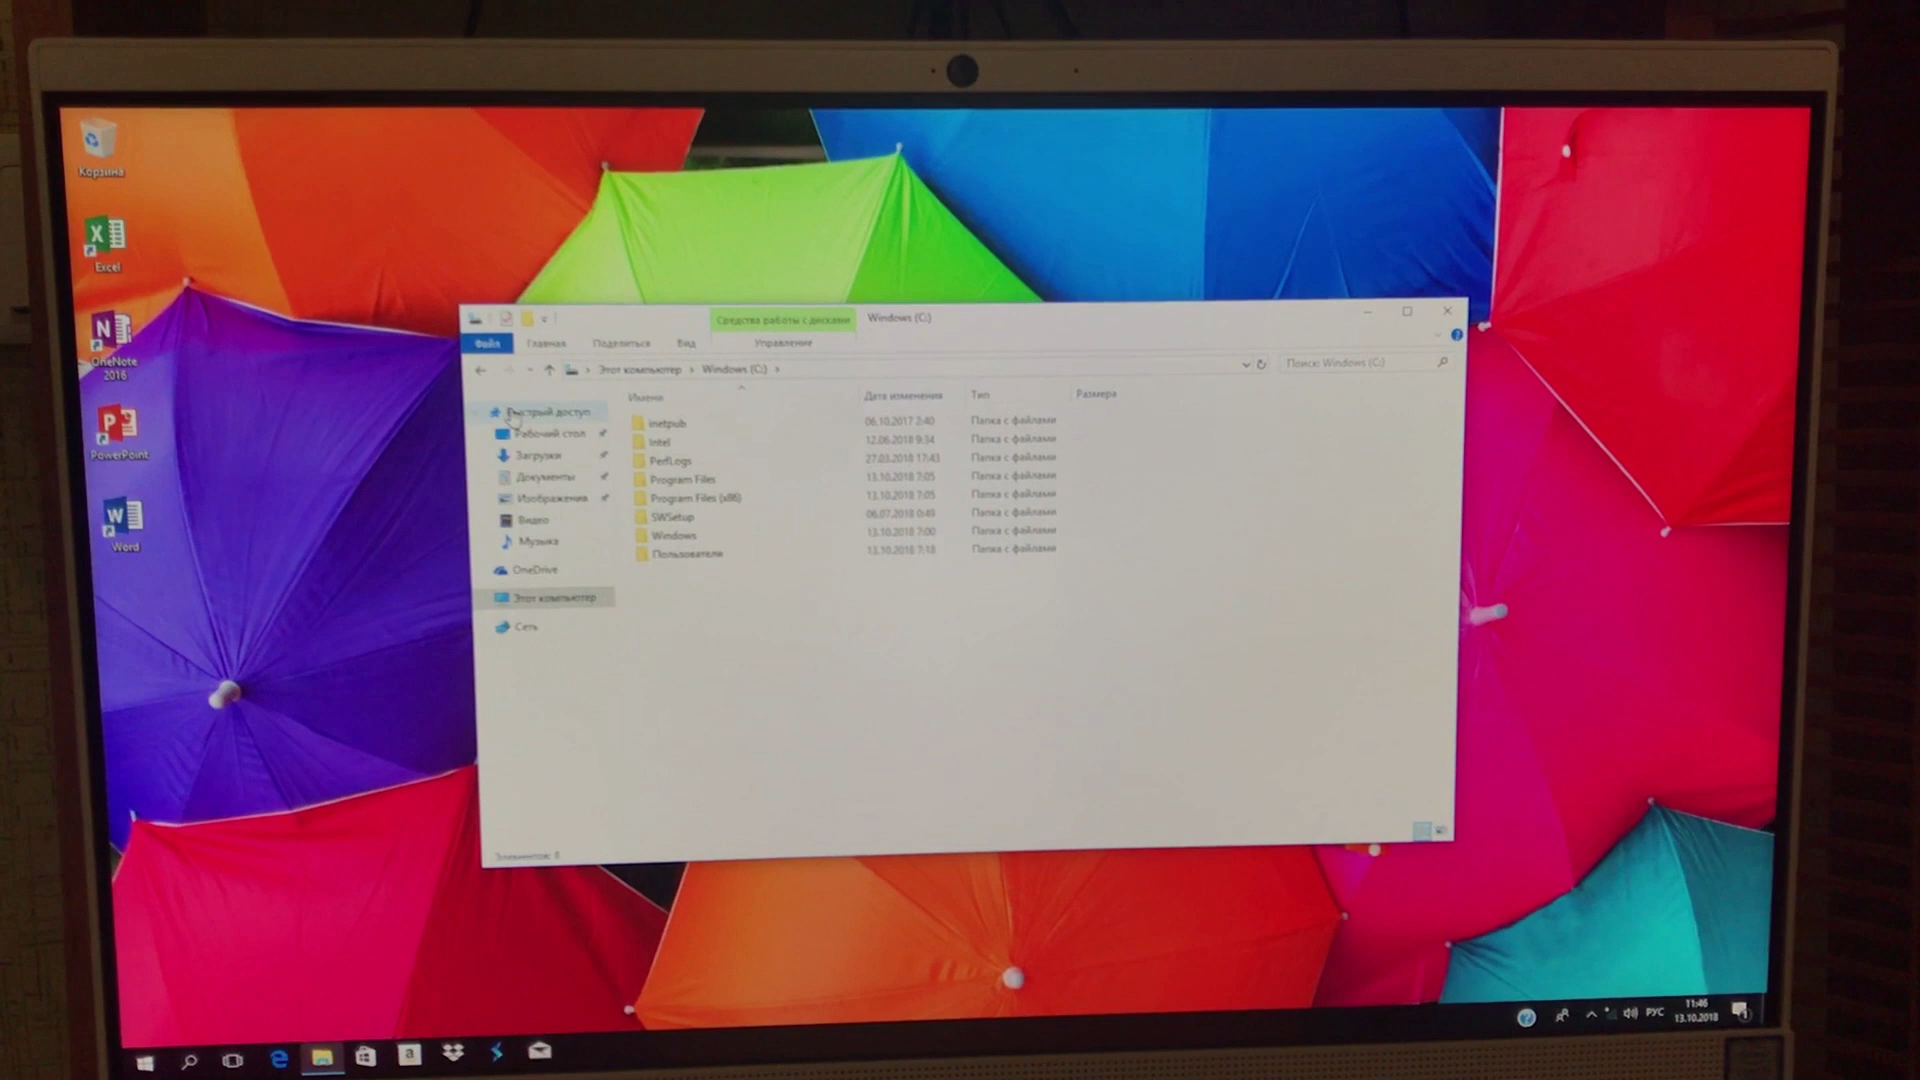 Корзина
Excel
OneNote
2016
PowerPoint
Word
Средства работы с дисками
Windows (C:)
Файл
Главная
Поделиться
Вид
Управление
Этот компьютер
Windows (C:)
Поиск: Windows (C:)
Быстрый доступ
Рабочий стол
Загрузки
Документы
Изображения
Видео
Музыка
OneDrive
Этот компьютер
Сеть
Имени Дата изменения Тип Размера
inetpub 06.10.2017 2:40 Папка с файлами
Intel 12.06.2018 9:34 Папка с файлами
PerfLogs 27.03.2018 17:43 Папка с файлами
Program Files 13.10.2018 7:05 Папка с файлами
Program Files (x86) 13.10.2018 7:05 Папка с файлами
SWSetup 06.07.2018 0:49 Папка с файлами
Windows 13.10.2018 7:00 Папка с файлами
Пользователи 13.10.2018 7:18 Папка с файлами
Элементов: 8
РУС
11:46
13.10.2018